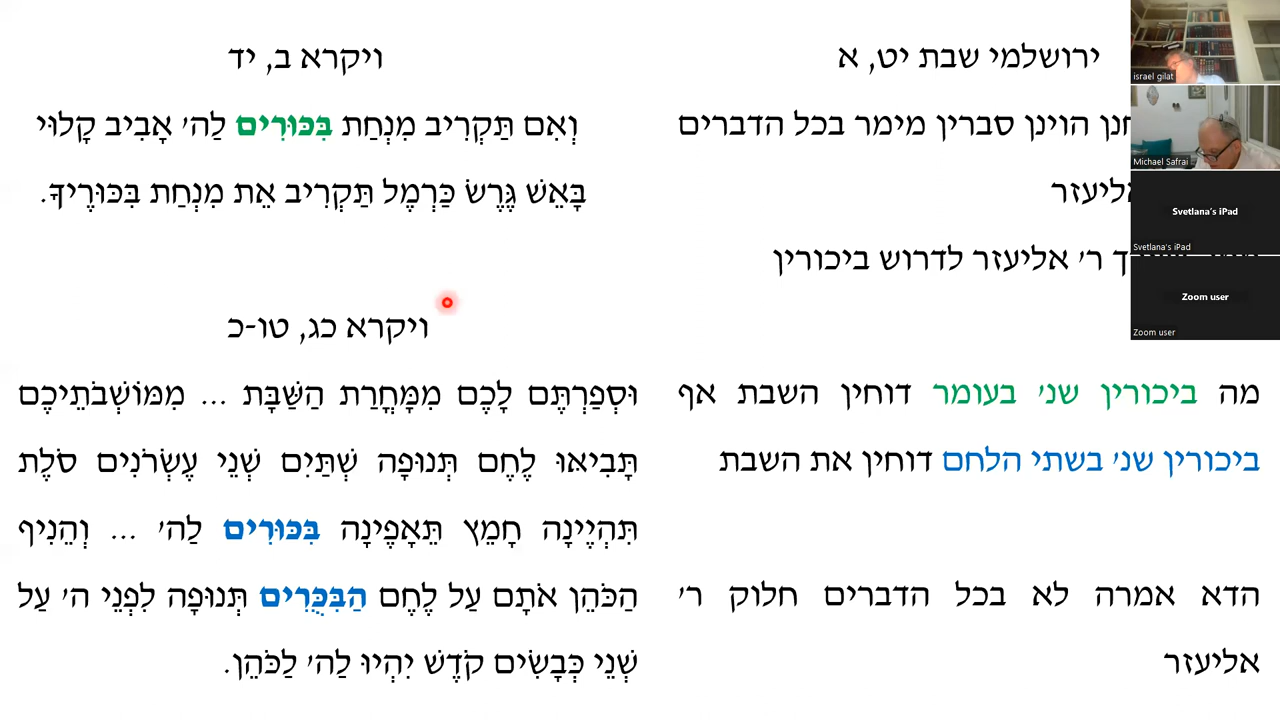 ירושלמי שבת יט, א
הוינן סברין מימר בכל הדברים
ר׳ אליעזר לדרוש ביכורין
מה ביכורין שנ׳ בעומר דוחין השבת אף
ביכורין שנ׳ בשתי הלחם דוחין את השבת
הדא אמרה לא בכל הדברים חלוק ר׳
אליעזר
ויקרא ב, יד
וְאִם תַּקְרִיב מִנְחַת בִּכּוּרִים לַה׳ אָבִיב קָלוּי
בָּאֵשׁ גֶּרֶשׂ כַּרְמֶל תַּקְרִיב אֵת מִנְחַת בִּכּוּרֶיךָ.
ויקרא כג, טו-כ
וּסְפַרְתֶּם לָכֶם מִמָּחֳרַת הַשַּׁבָּת ... מִמּוֹשְׁבֹתֵיכֶם
תָּבִיאוּ לֶחֶם תְּנוּפָה שְׁתַּיִם שְׁנֵי עֶשְׂרֹנִים סֹלֶת
תִּהְיֶינָה חָמֵץ תֵּאָפֶינָה בִּכּוּרִים לַה׳ ... וְהֵנִיף
הַכֹּהֵן אֹתָם עַל לֶחֶם הַבִּכֻּרִים תְּנוּפָה לִפְנֵי ה׳ עַל
שְׁנֵי כְּבָשִׂים קֹדֶשׁ יִהְיוּ לַה׳ לַכֹּהֵן.
israel gilat
Michael Safrai
Svetlana's iPad
Svetlana's iPad
Zoom user
Zoom user